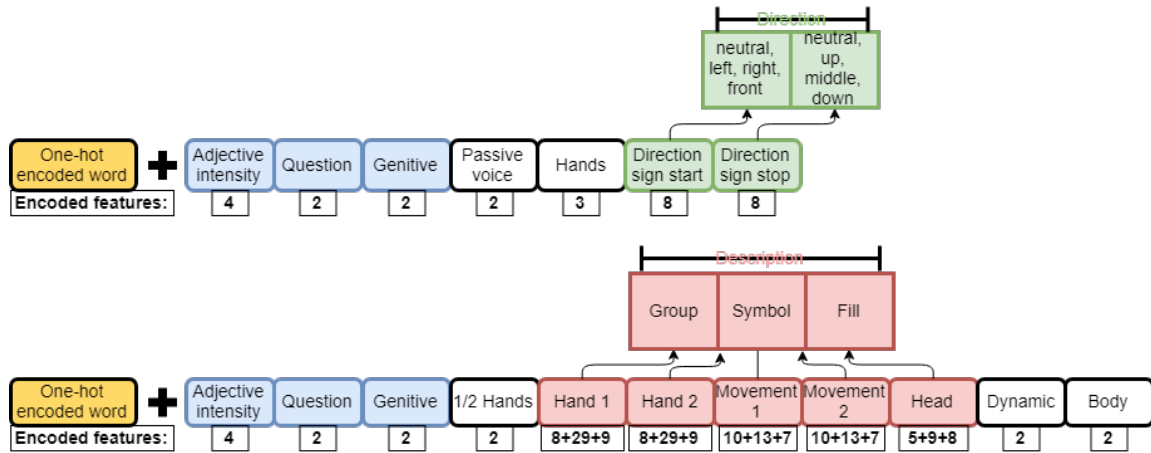 Direction
neutral,
left, right,
front
neutral,
up,
middle,
down
One-hot
encoded word
Adjective
intensity
Question
Genitive
Passive
voice
Hands
Direction
sign start
Direction
sign stop
Encoded features:
4
2
2
2
3
8
8
Description
Group
Symbol
Fill
One-hot
encoded word
Adjective
intensity
Question
Genitive
1/2 Hands
Hand 1
Hand 2
Movement
1
Movement
2
Head
Dynamic
Body
Encoded features:
4
2
2
2
8+29+9
8+29+9
10+13+7
10+13+7
5+9+8
2
2